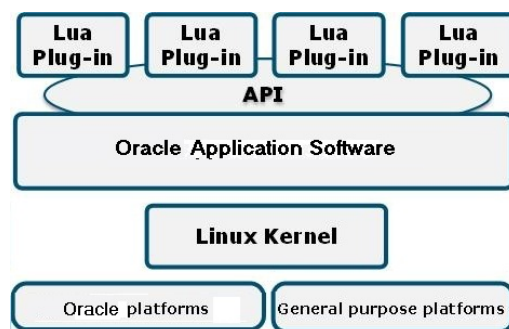 Lua Lua Lua Lua
Plug-in Plug-in Plug-in Plug-in
API
Oracle Application Software
Linux Kernel
Oracle platforms General purpose platforms